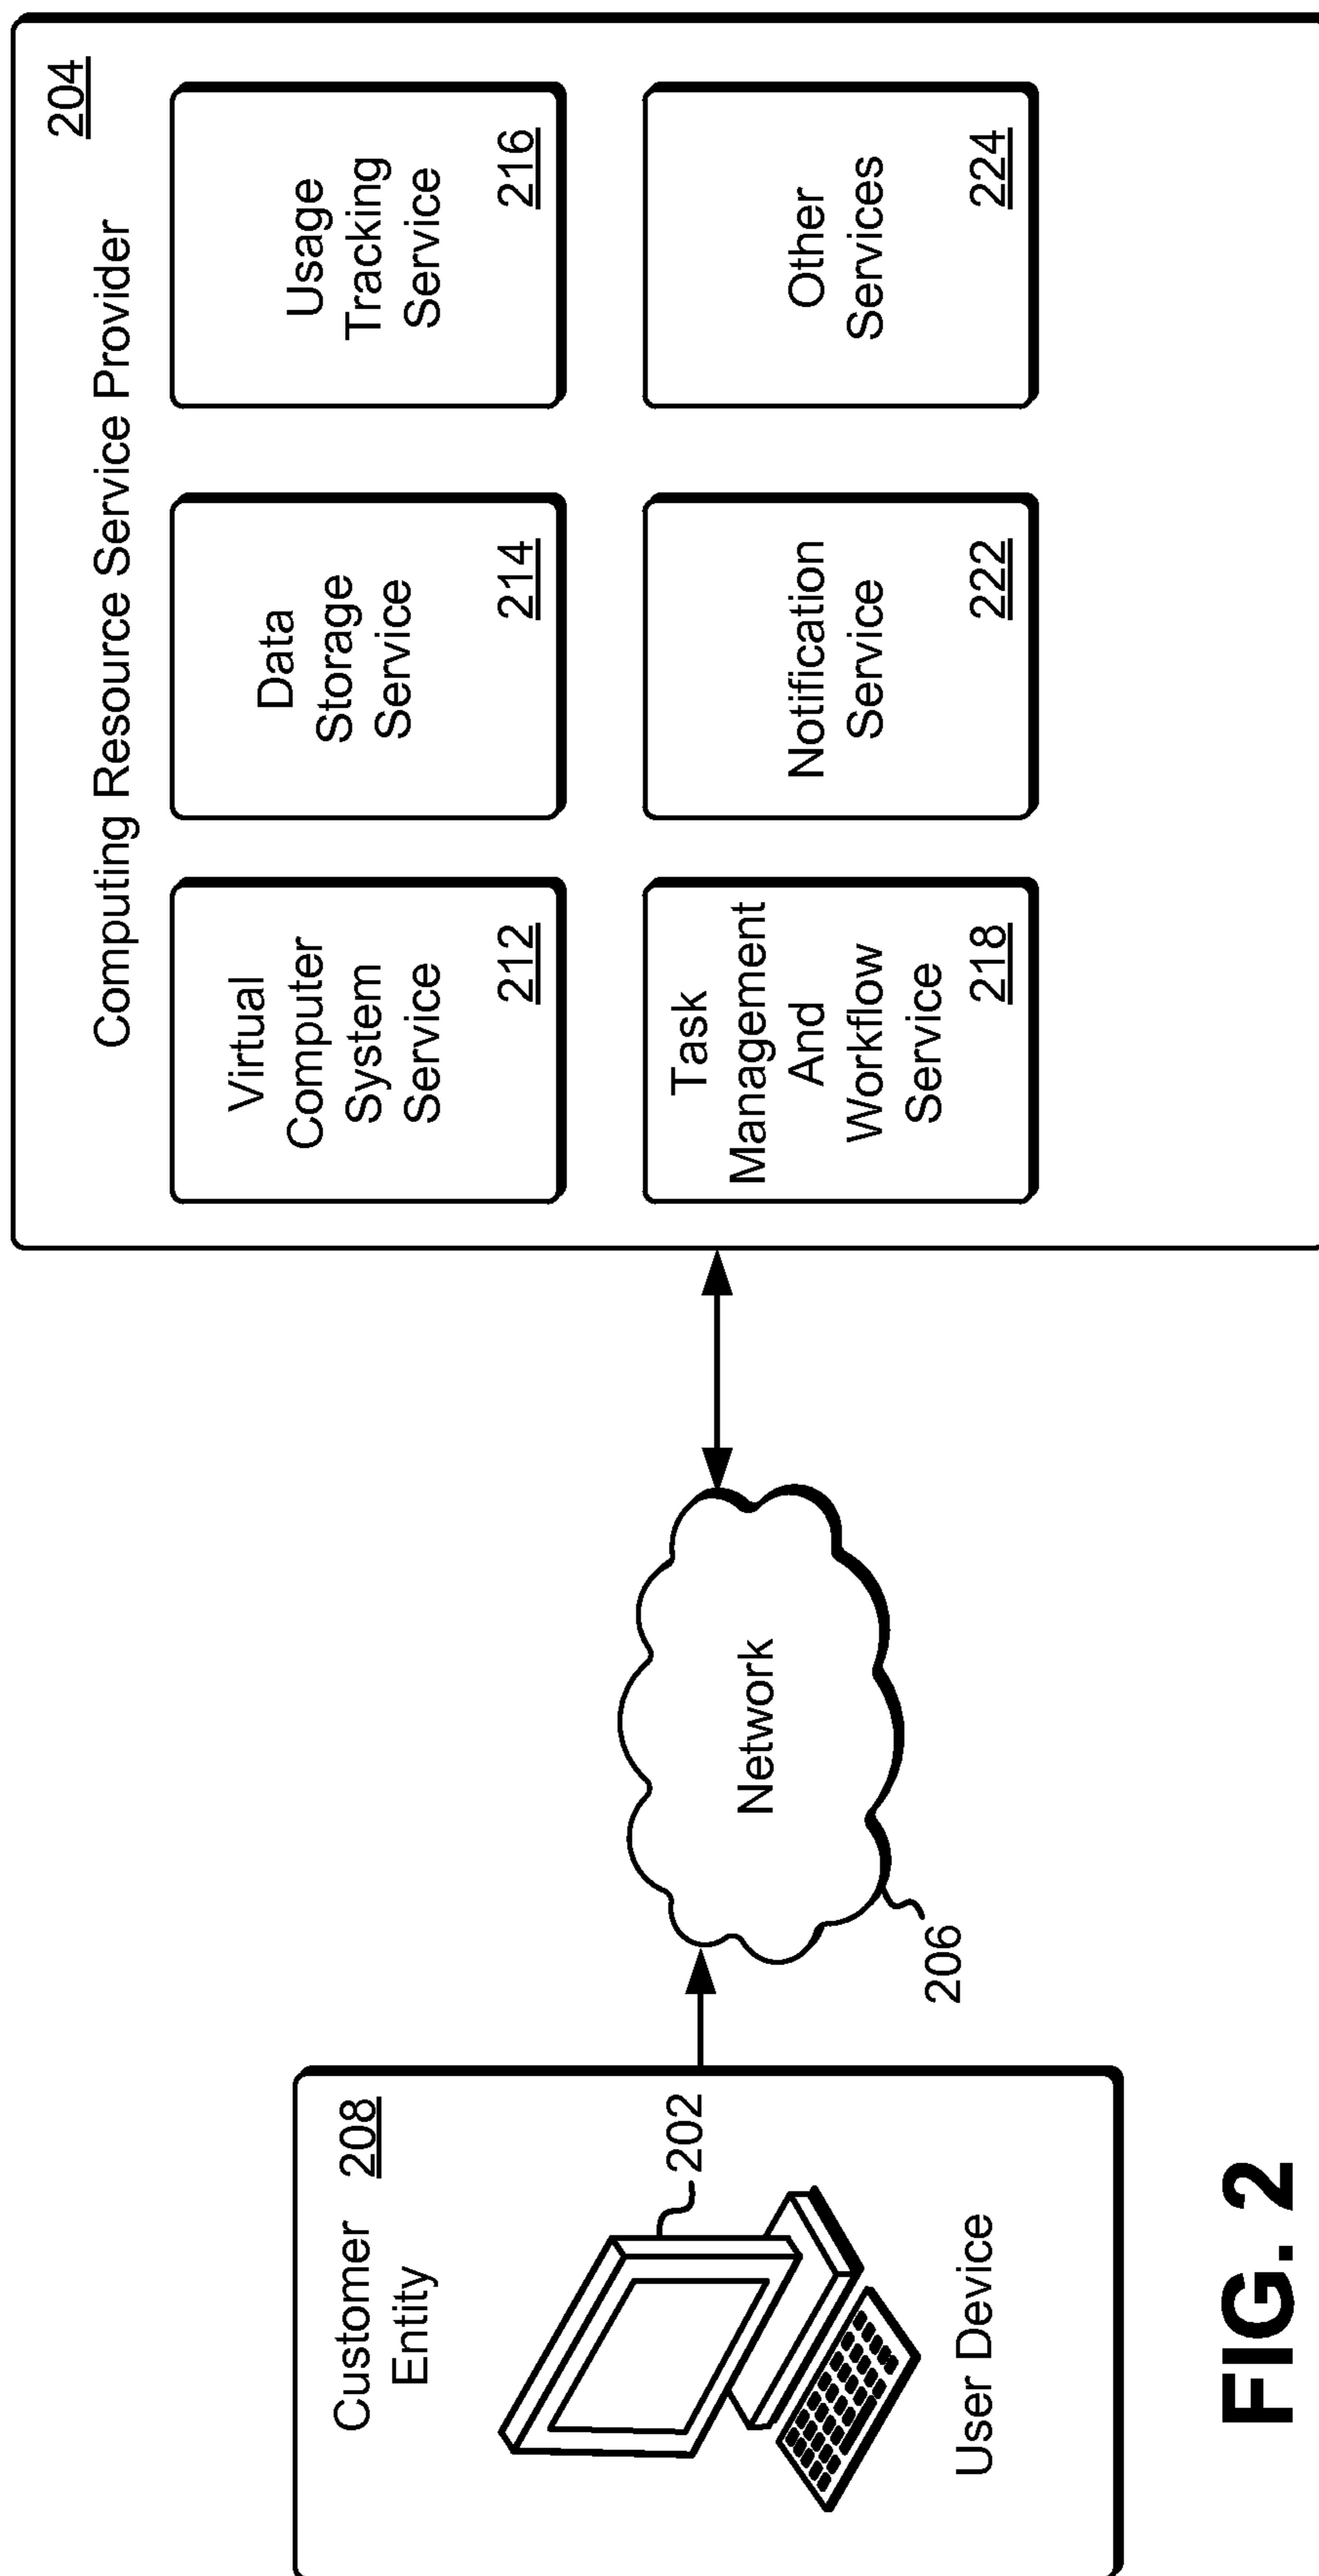 Customer
Entity
208
202
User Device
Network
206
Computing Resource Service Provider
204
Virtual
Computer
System
Service
212
Data
Storage
Service
214
Usage
Tracking
Service
216
Task
Management
And
Workflow
Service
218
Notification
Service
222
Other
Services
224
FIG. 2